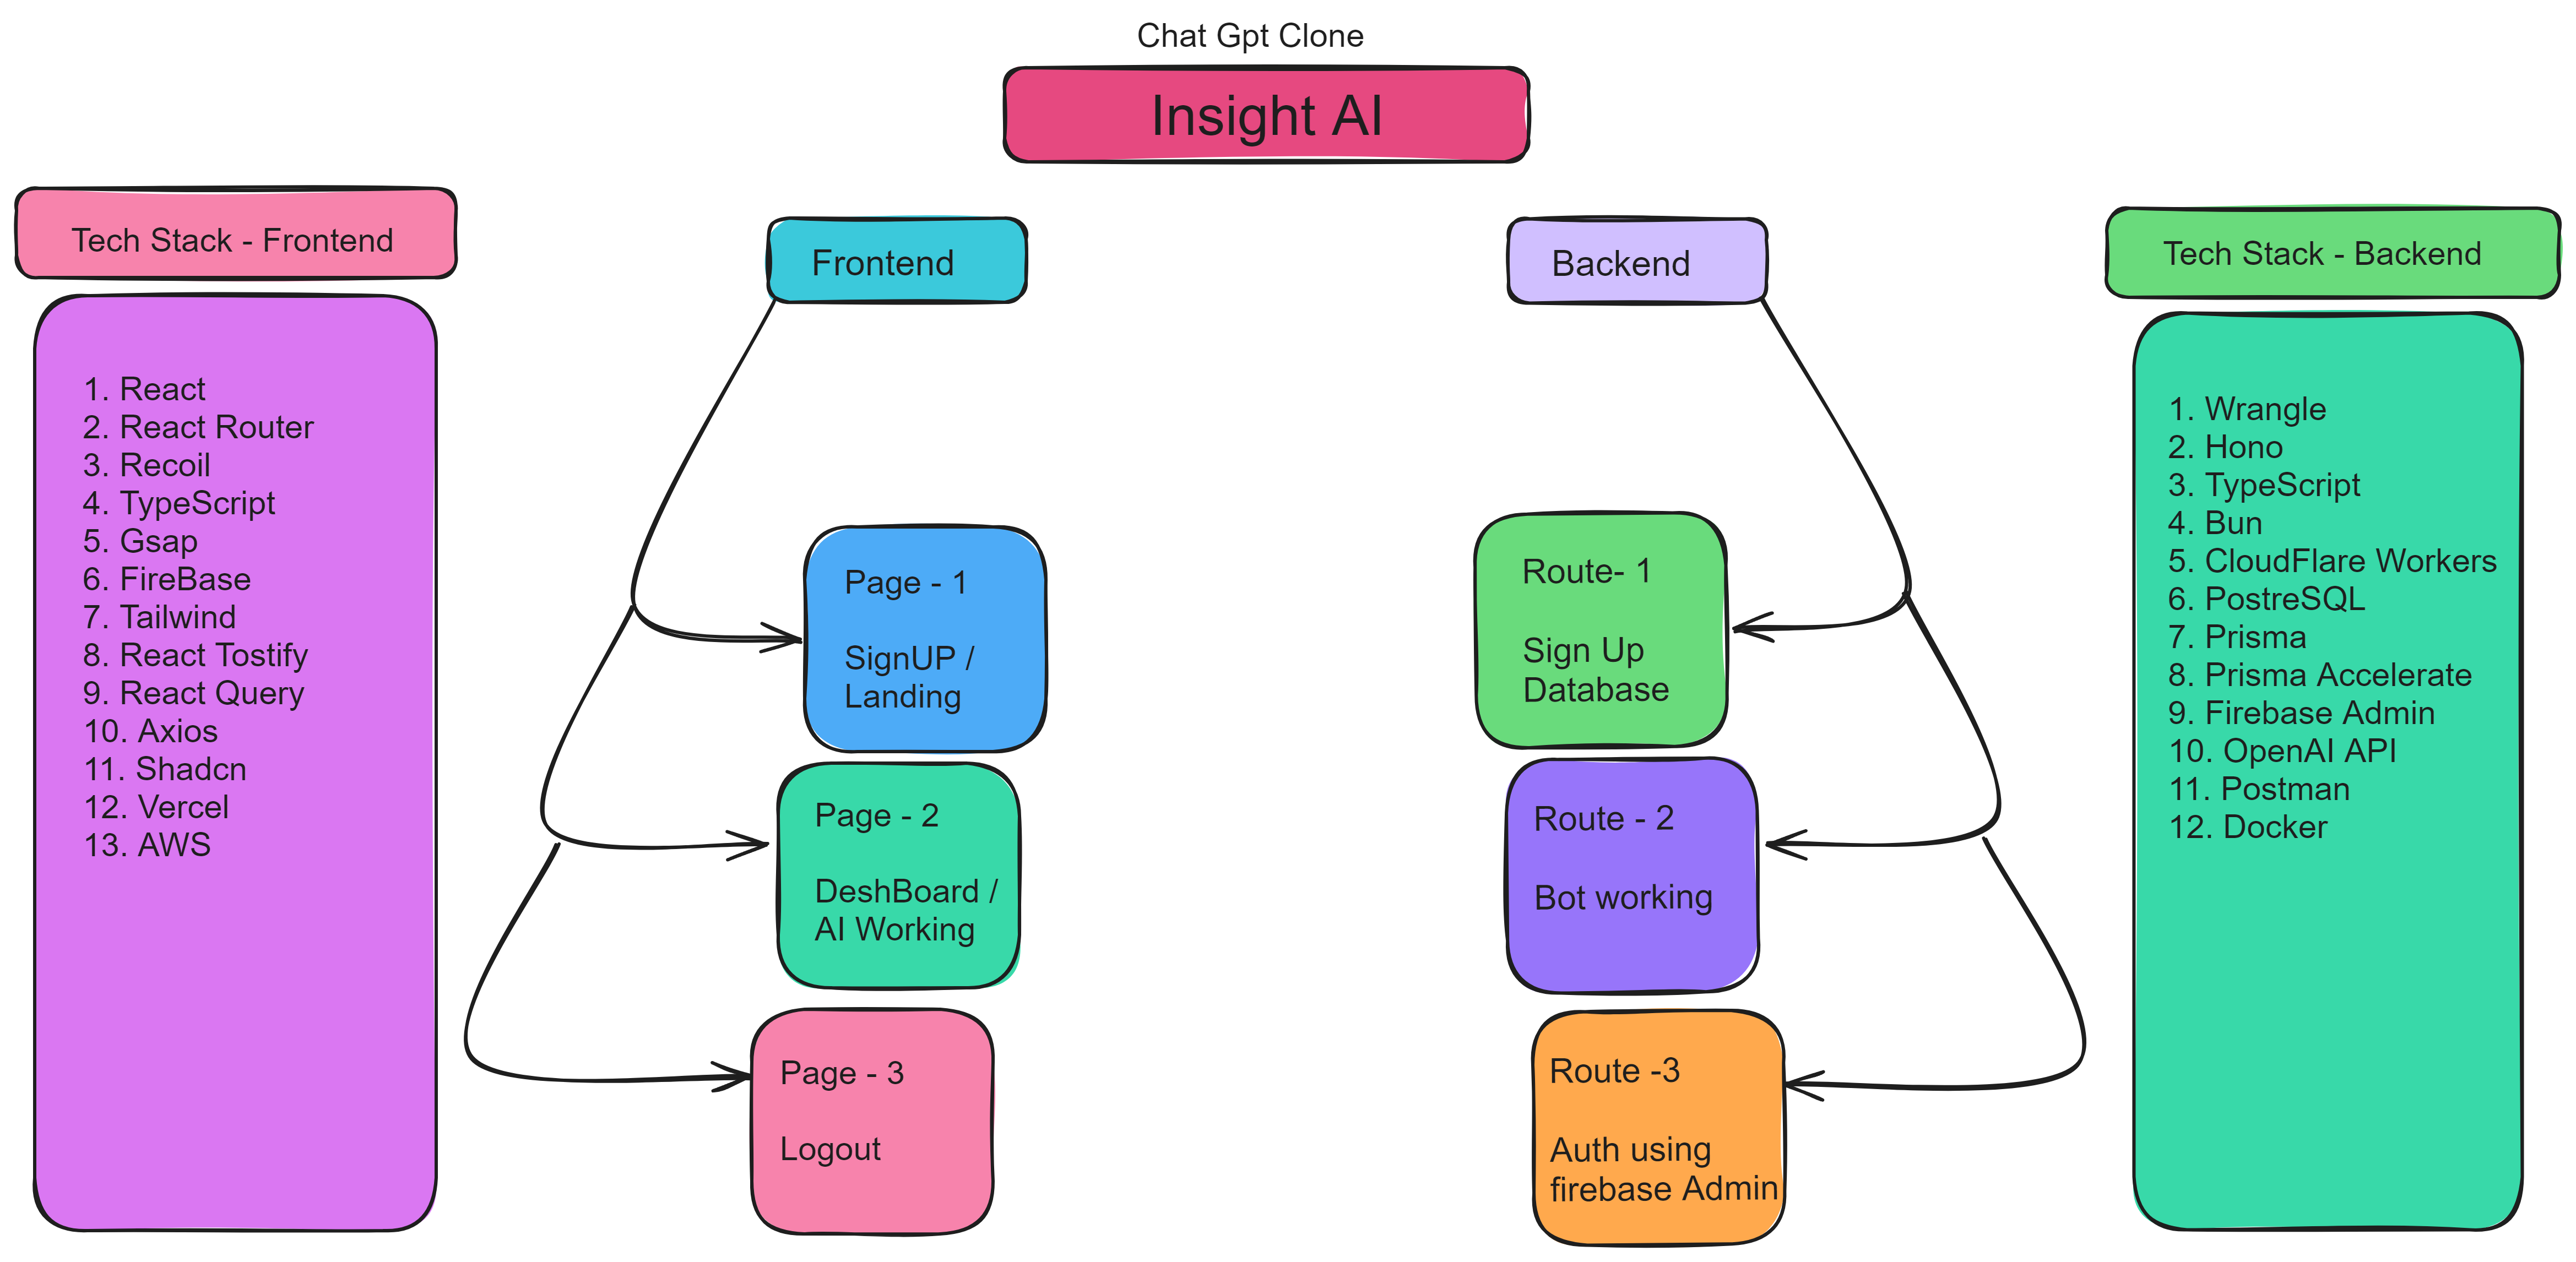 Chat Gpt Clone
Insight AI
Tech Stack - Frontend
1. React
2. React Router
3. Recoil
4. TypeScript
5. Gsap
6. FireBase
7. Tailwind
8. React Tostify
9. React Query
10. Axios
11. Shadcn
12. Vercel
13. AWS
Frontend
Page - 1
SignUP /
Landing
Page - 2
DeshBoard /
AI Working
Page - 3
Logout
Backend
Route- 1
Sign Up
Database
Route - 2
Bot working
Route -3
Auth using
firebase Admin
Tech Stack - Backend
1. Wrangle
2. Hono
3. TypeScript
4. Bun
5. CloudFlare Workers
6. PostreSQL
7. Prisma
8. Prisma Accelerate
9. Firebase Admin
10. OpenAI API
11. Postman
12. Docker